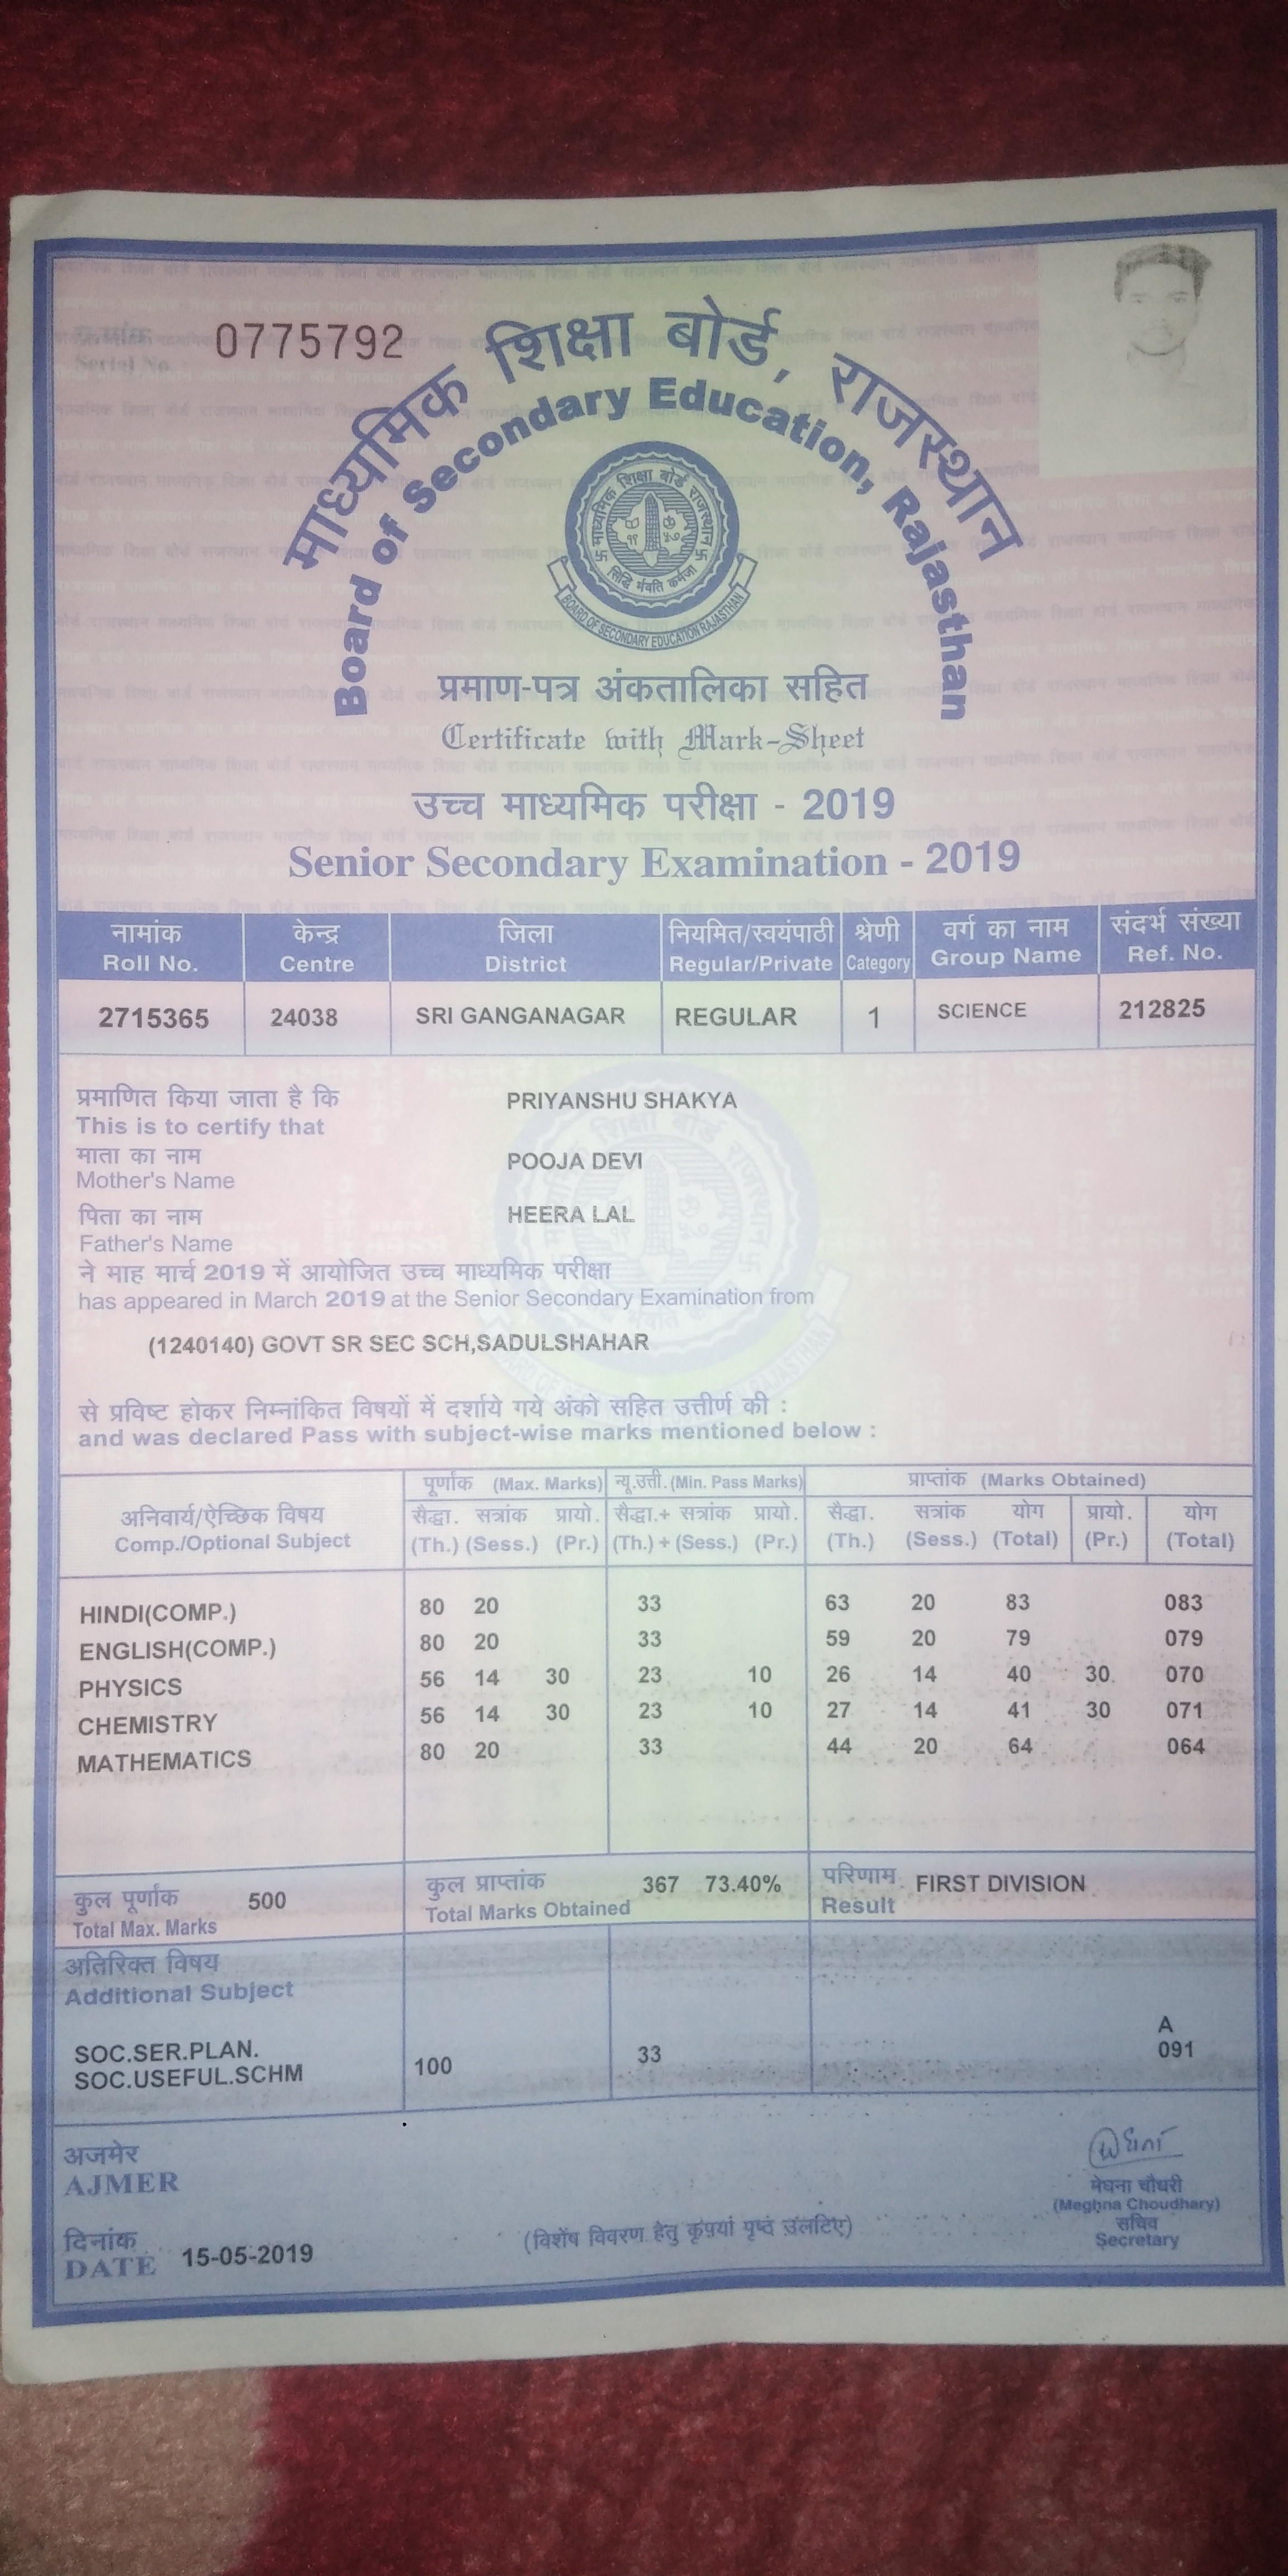 क्रमांक 0775792
Serial No.
माध्यमिक शिक्षा बोर्ड, राजस्थान
Board of Secondary Education, Rajasthan
माध्यमिक शिक्षा बोर्ड राजस्थान
सिद्धि र्भवति कर्मजा
BOARD OF SECONDARY EDUCATION RAJASTHAN
प्रमाण-पत्र अंकतालिका सहित
Certificate with Mark-Sheet
उच्च माध्यमिक परीक्षा - 2019
Senior Secondary Examination - 2019
नामांक केन्द्र जिला नियमित/स्वयंपाठी श्रेणी वर्ग का नाम संदर्भ संख्या
Roll No. Centre District Regular/Private Category Group Name Ref. No.
2715365 24038 SRI GANGANAGAR REGULAR 1 SCIENCE 212825
प्रमाणित किया जाता है कि PRIYANSHU SHAKYA
This is to certify that
माता का नाम POOJA DEVI
Mother's Name
पिता का नाम HEERA LAL
Father's Name
ने माह मार्च 2019 में आयोजित उच्च माध्यमिक परीक्षा
has appeared in March 2019 at the Senior Secondary Examination from
(1240140) GOVT SR SEC SCH,SADULSHAHAR
से प्रविष्ट होकर निम्नांकित विषयों में दर्शाये गये अंको सहित उत्तीर्ण की :
and was declared Pass with subject-wise marks mentioned below :
पूर्णांक (Max. Marks) न्यू.उत्ती. (Min. Pass Marks) प्राप्तांक (Marks Obtained)
अनिवार्य/ऐच्छिक विषय सैद्धा. सत्रांक प्रायो. सैद्धा.+ सत्रांक प्रायो. सैद्धा. सत्रांक योग प्रायो. योग
Comp./Optional Subject (Th.) (Sess.) (Pr.) (Th.) + (Sess.) (Pr.) (Th.) (Sess.) (Total) (Pr.) (Total)
HINDI(COMP.) 80 20 33 63 20 83 083
ENGLISH(COMP.) 80 20 33 59 20 79 079
PHYSICS 56 14 30 23 10 26 14 40 30 070
CHEMISTRY 56 14 30 23 10 27 14 41 30 071
MATHEMATICS 80 20 33 44 20 64 064
कुल पूर्णांक 500 कुल प्राप्तांक 367 73.40% परिणाम FIRST DIVISION
Total Max. Marks Total Marks Obtained Result
अतिरिक्त विषय
Additional Subject
SOC.SER.PLAN. A
SOC.USEFUL.SCHM 100 33 091
अजमेर
AJMER
मेघना चौधरी
(Meghna Choudhary)
सचिव
Secretary
दिनांक
DATE 15-05-2019
(विशेष विवरण हेतु कृपया पृष्ठ उलटिए)